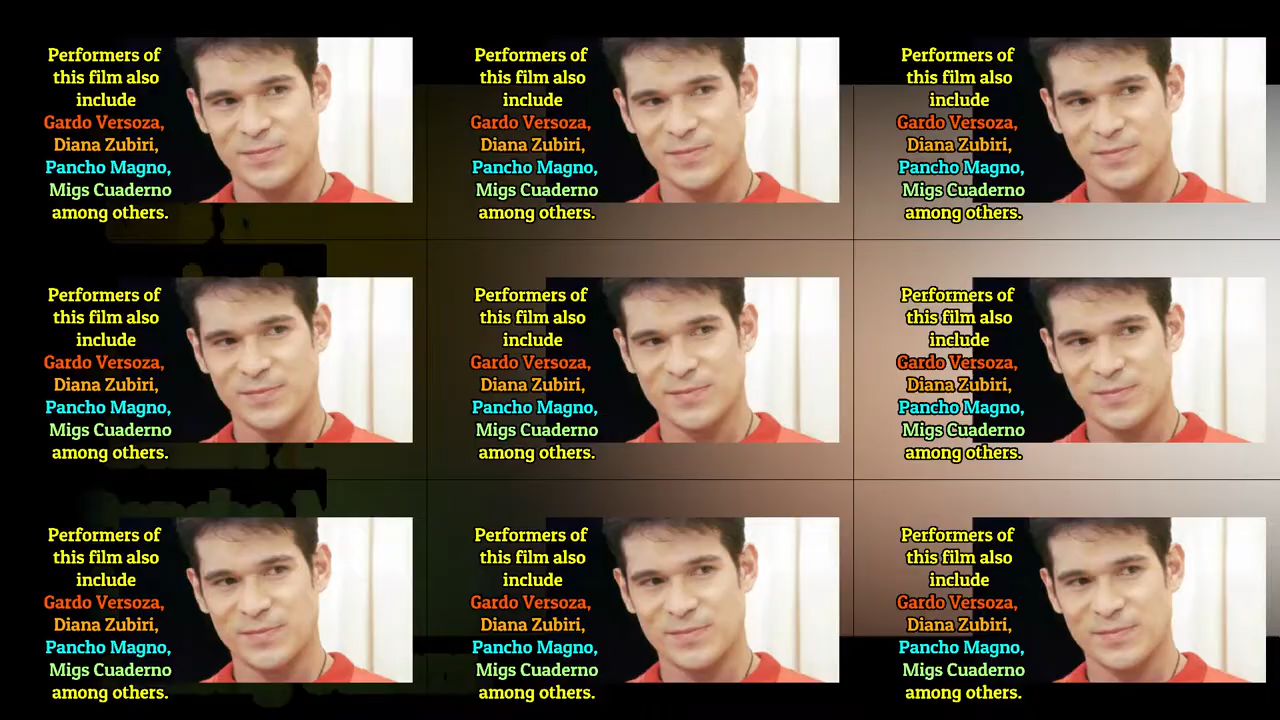 Performers of
this film also
include
Gardo Versoza,
Diana Zubiri,
Pancho Magno,
Migs Cuaderno
among others.
Performers of
this film also
include
Gardo Versoza,
Diana Zubiri,
Pancho Magno,
Migs Cuaderno
among others.
Performers of
this film also
include
Gardo Versoza,
Diana Zubiri,
Pancho Magno,
Migs Cuaderno
among others.
Performers of
this film also
include
Gardo Versoza,
Diana Zubiri,
Pancho Magno,
Migs Cuaderno
among others.
Performers of
this film also
include
Gardo Versoza,
Diana Zubiri,
Pancho Magno,
Migs Cuaderno
among others.
Performers of
this film also
include
Gardo Versoza,
Diana Zubiri,
Pancho Magno,
Migs Cuaderno
among others.
Performers of
this film also
include
Gardo Versoza,
Diana Zubiri,
Pancho Magno,
Migs Cuaderno
among others.
Performers of
this film also
include
Gardo Versoza,
Diana Zubiri,
Pancho Magno,
Migs Cuaderno
among others.
Performers of
this film also
include
Gardo Versoza,
Diana Zubiri,
Pancho Magno,
Migs Cuaderno
among others.